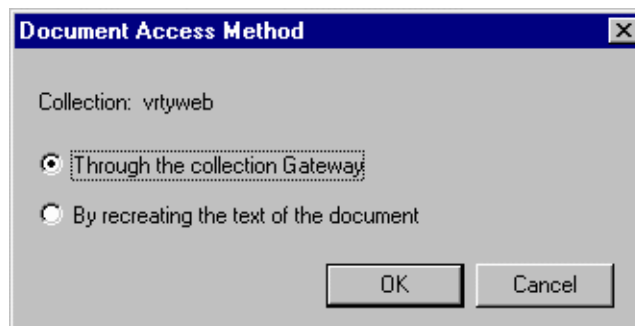 Document Access Method
Collection: vrtyweb
Through the collection Gateway
By recreating the text of the document
OK Cancel